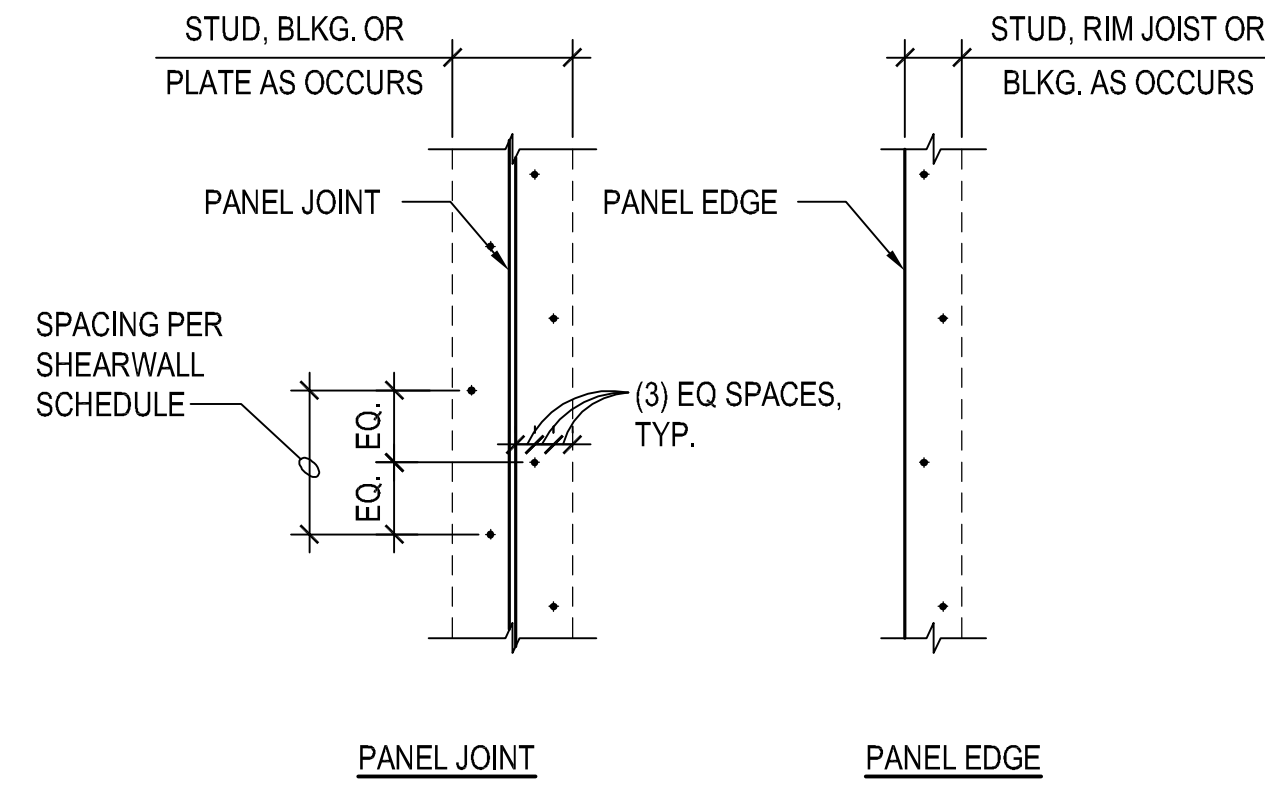 STUD, BLKG. OR
PLATE AS OCCURS
STUD, RIM JOIST OR
BLKG. AS OCCURS
PANEL JOINT
PANEL EDGE
SPACING PER
SHEARWALL
SCHEDULE
EQ.
EQ.
(3) EQ SPACES,
TYP.
PANEL JOINT
PANEL EDGE